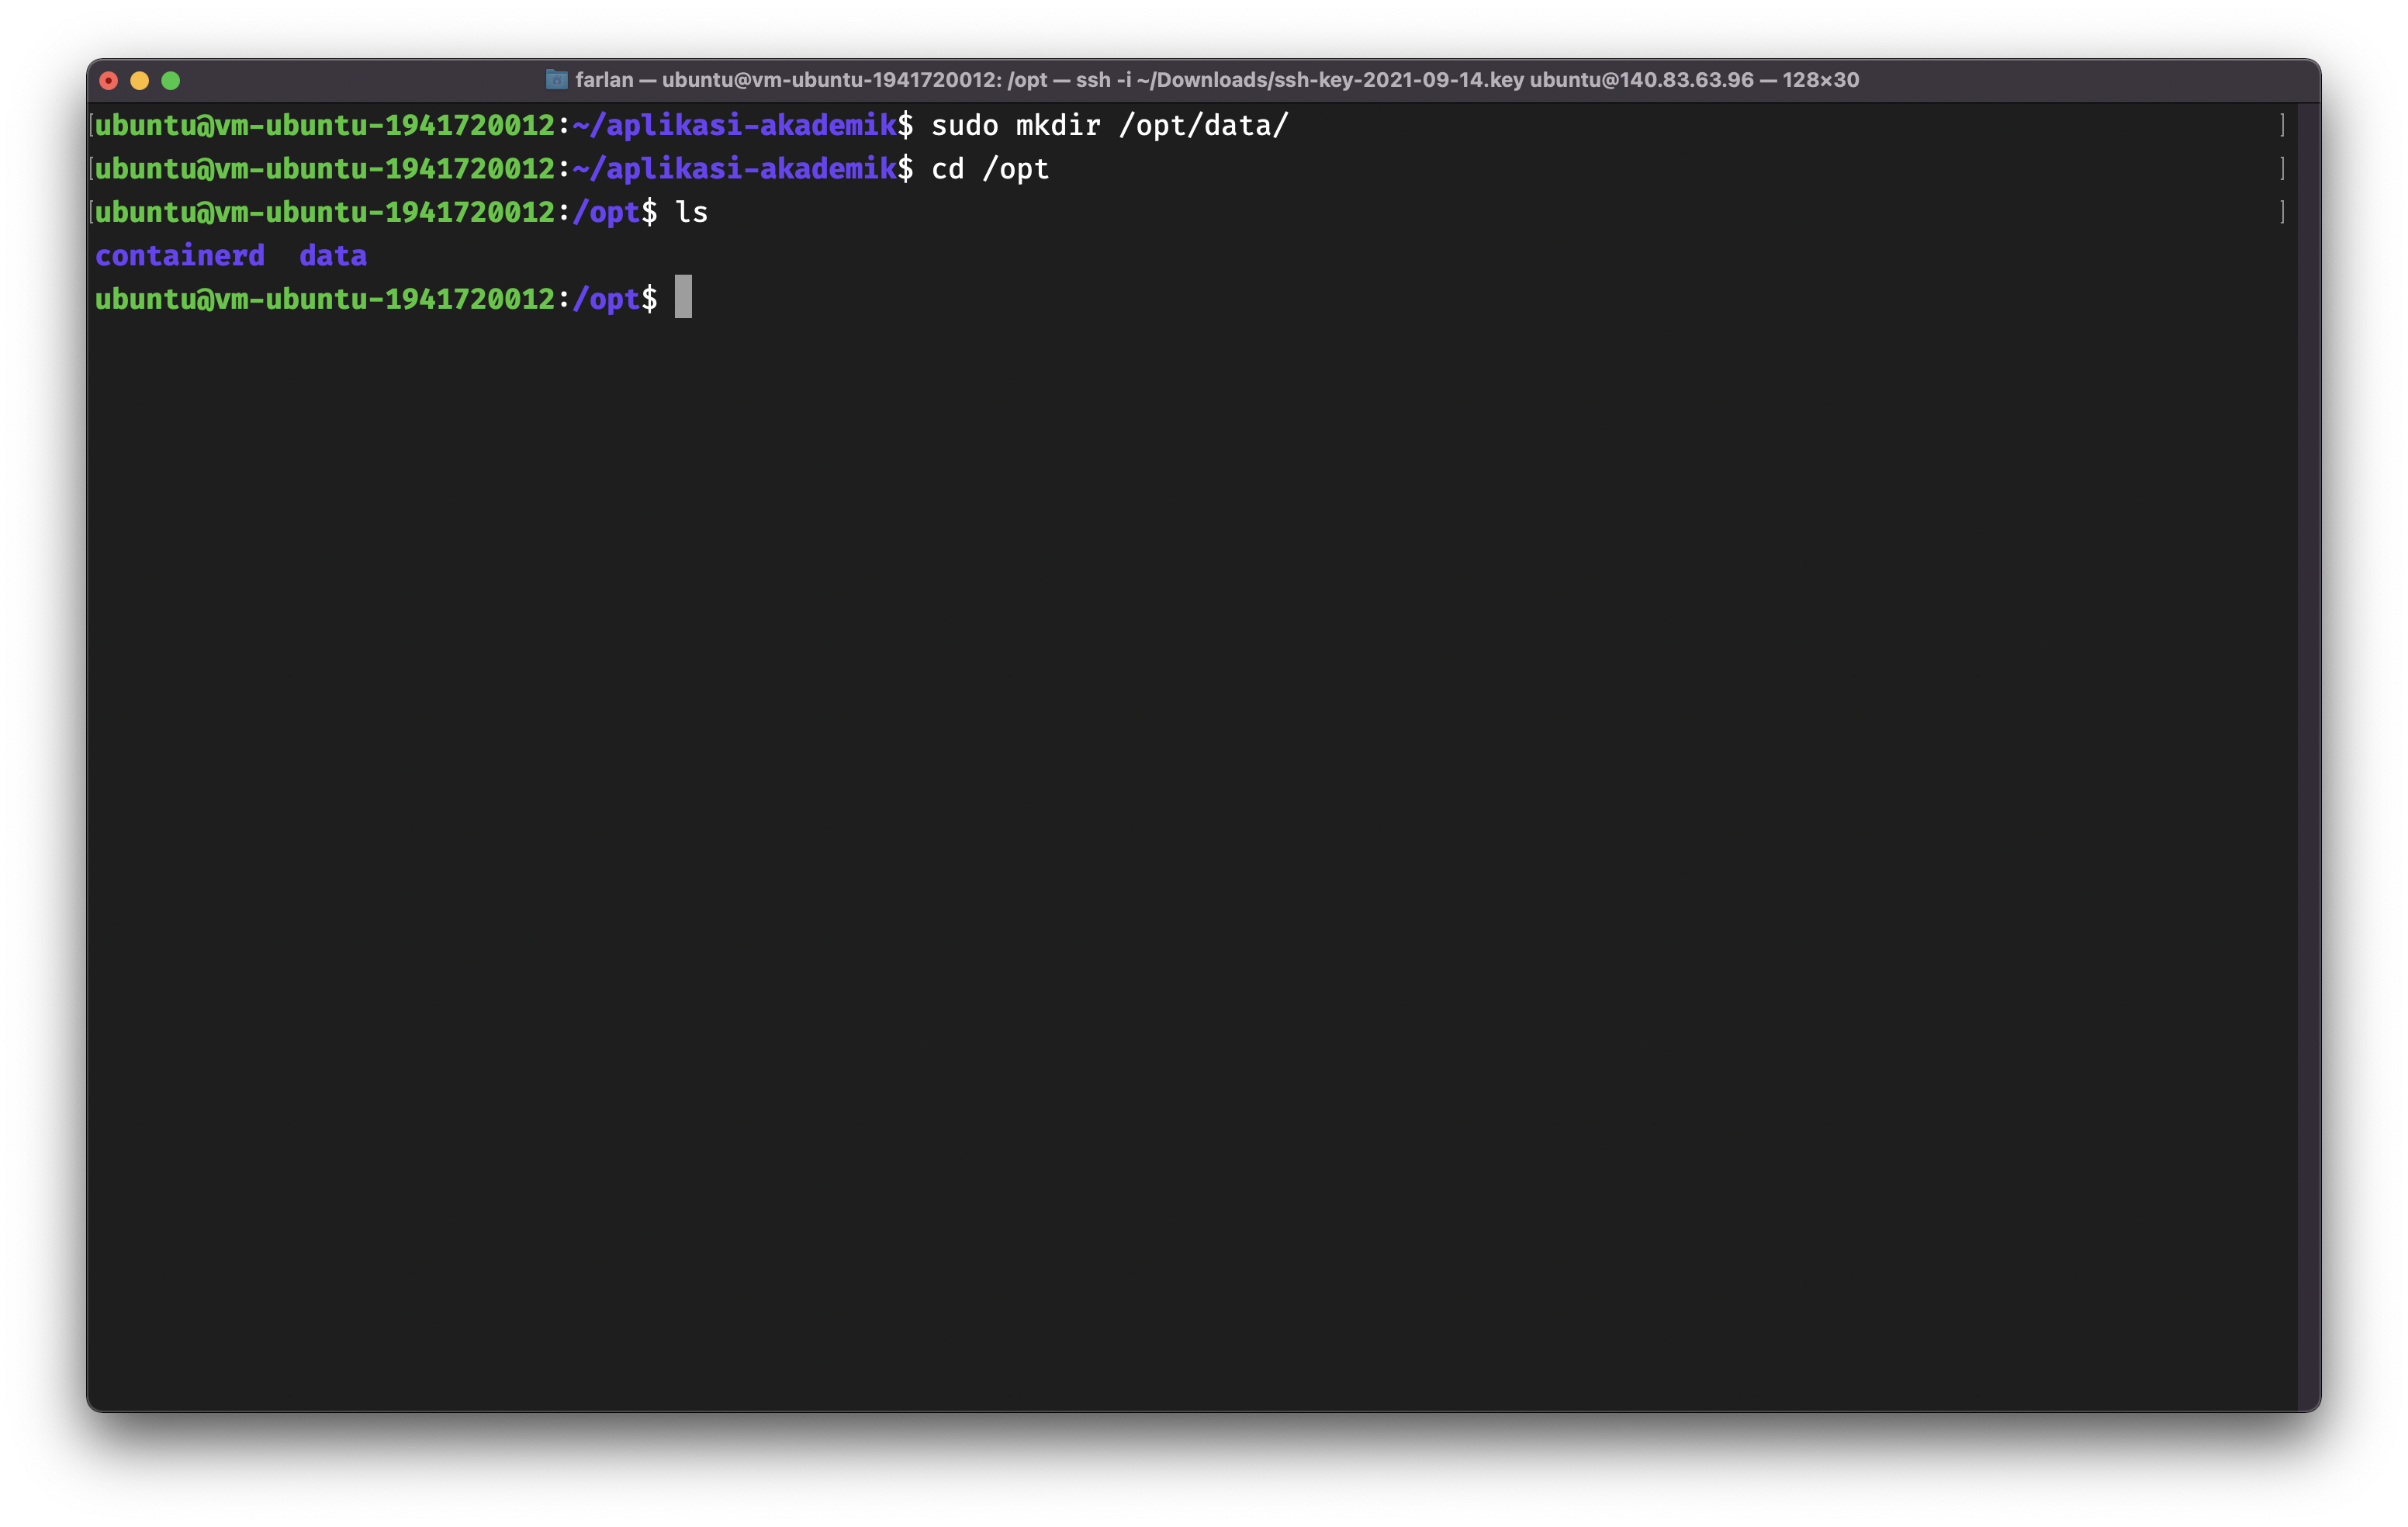 farlan — ubuntu@vm-ubuntu-1941720012: /opt — ssh -i ~/Downloads/ssh-key-2021-09-14.key ubuntu@140.83.63.96 — 128×30
[ubuntu@vm-ubuntu-1941720012:~/aplikasi-akademik$ sudo mkdir /opt/data/ ]
[ubuntu@vm-ubuntu-1941720012:~/aplikasi-akademik$ cd /opt ]
[ubuntu@vm-ubuntu-1941720012:/opt$ ls ]
containerd  data
ubuntu@vm-ubuntu-1941720012:/opt$